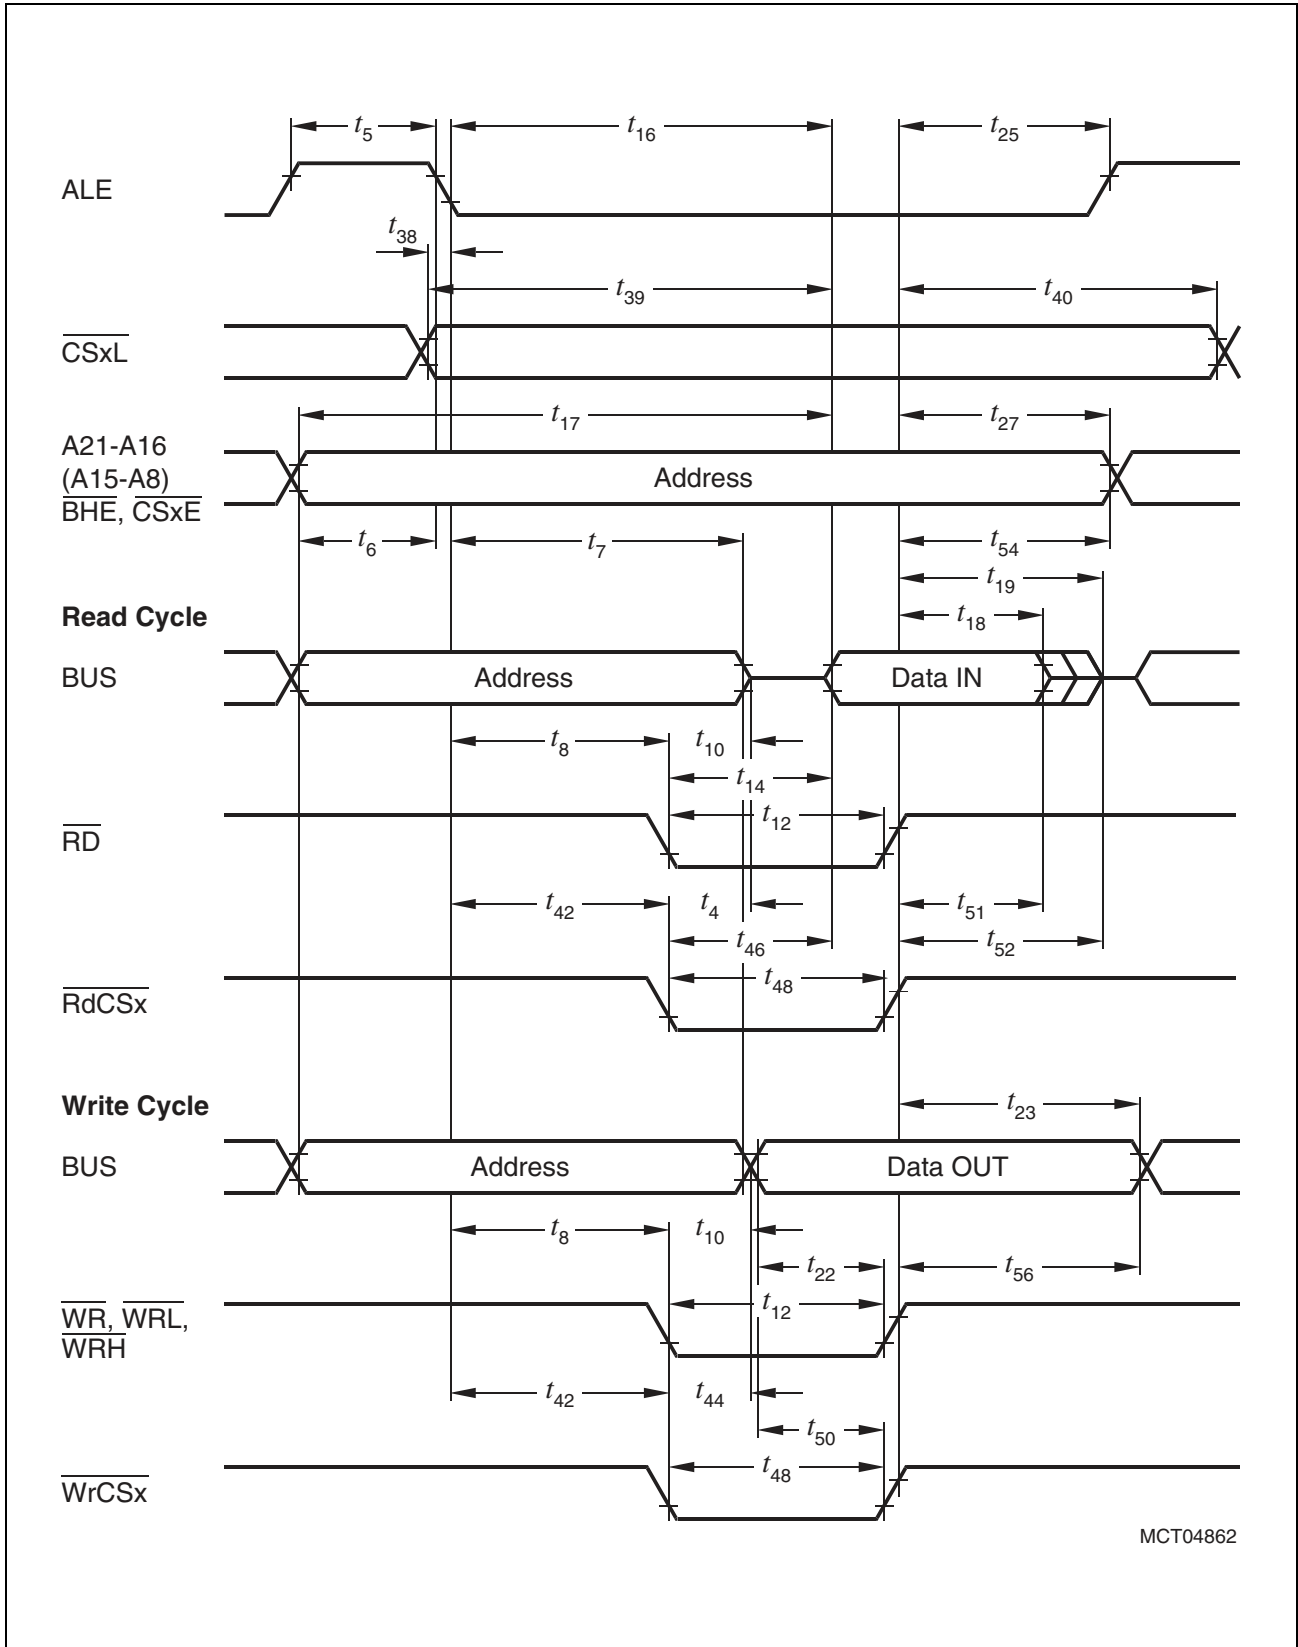 t5 t16 t25
ALE
t38
t39 t40
CSxL
t17 t27
A21-A16
(A15-A8)
BHE, CSxE
Address
t6 t7 t54
t19
Read Cycle
t18
BUS Address Data IN
t8 t10
t14
t12
RD
t42 t4 t51
t46 t52
t48
RdCSx
Write Cycle
t23
BUS Address Data OUT
t8 t10
t22 t56
t12
WR, WRL,
WRH
t42 t44
t50
t48
WrCSx
MCT04862